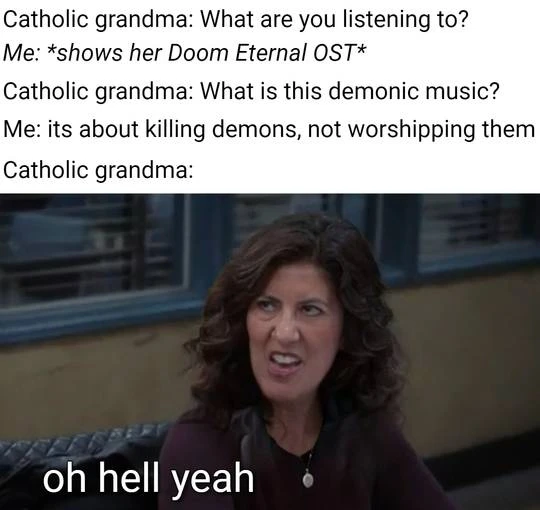 Catholic grandma: What are you listening to?
Me: *shows her Doom Eternal OST*
Catholic grandma: What is this demonic music?
Me: its about killing demons, not worshipping them
Catholic grandma:
oh hell yeah